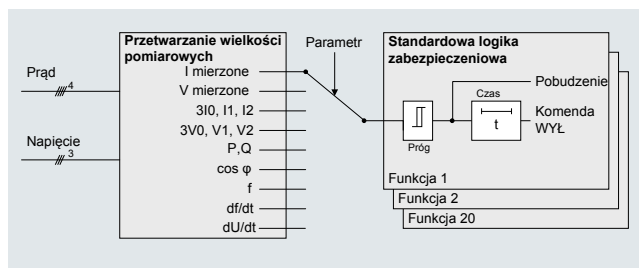 Przetwarzanie wielkości
pomiarowych
Parametr
Standardowa logika
zabezpieczeniowa
Prąd
4
Napięcie
3
I mierzone
V mierzone
3I0, I1, I2
3V0, V1, V2
P,Q
cos φ
f
df/dt
dU/dt
Próg
Czas
t
Pobudzenie
Komenda
WYŁ
Funkcja 1
Funkcja 2
Funkcja 20